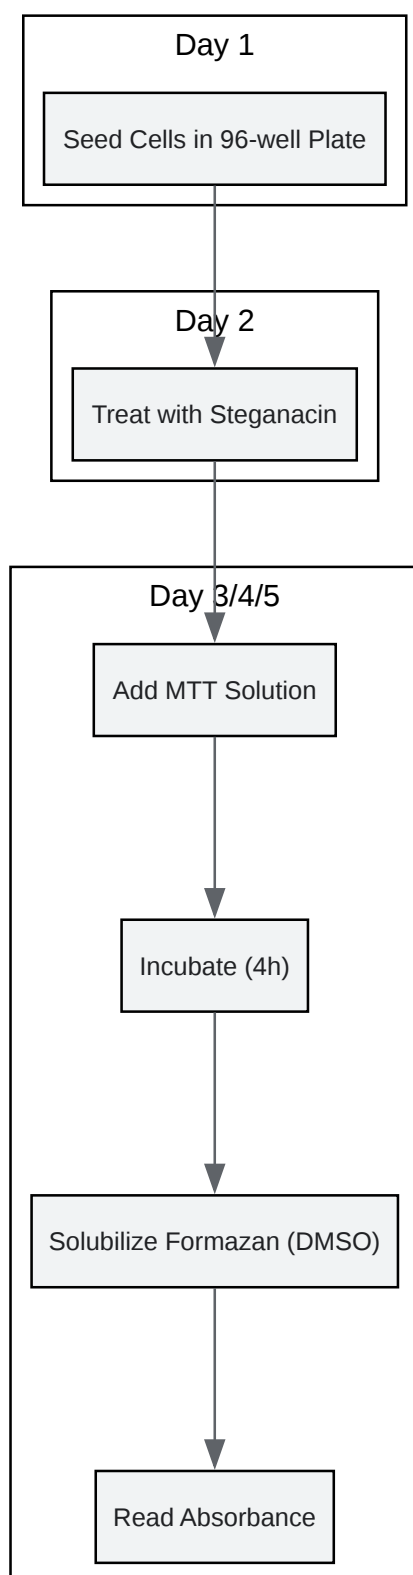 Day 1
Seed Cells in 96-well Plate
Day 2
Treat with Steganacin
Day 3/4/5
Add MTT Solution
Incubate (4h)
Solubilize Formazan (DMSO)
Read Absorbance